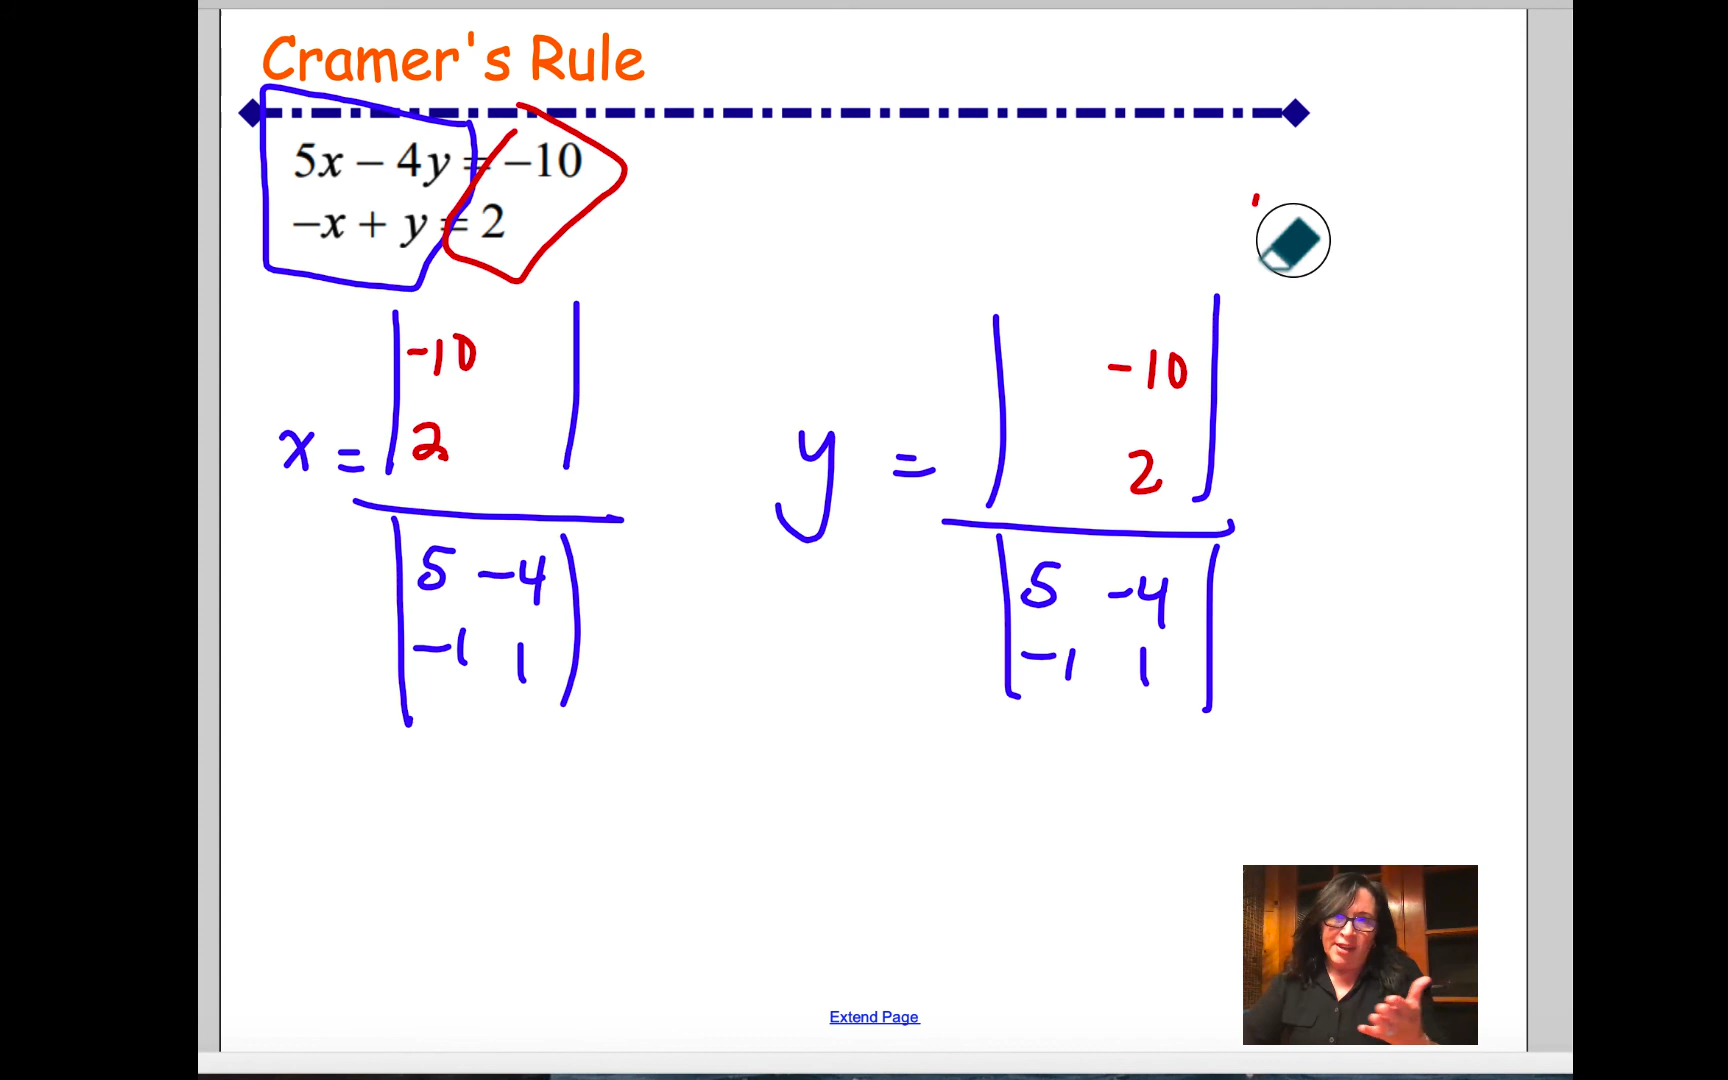 Cramer's Rule
5x − 4y = −10
−x + y = 2
x = | -10 |
2
5 -4
-1 1
y = | -10 |
2
5 -4
-1 1
Extend Page